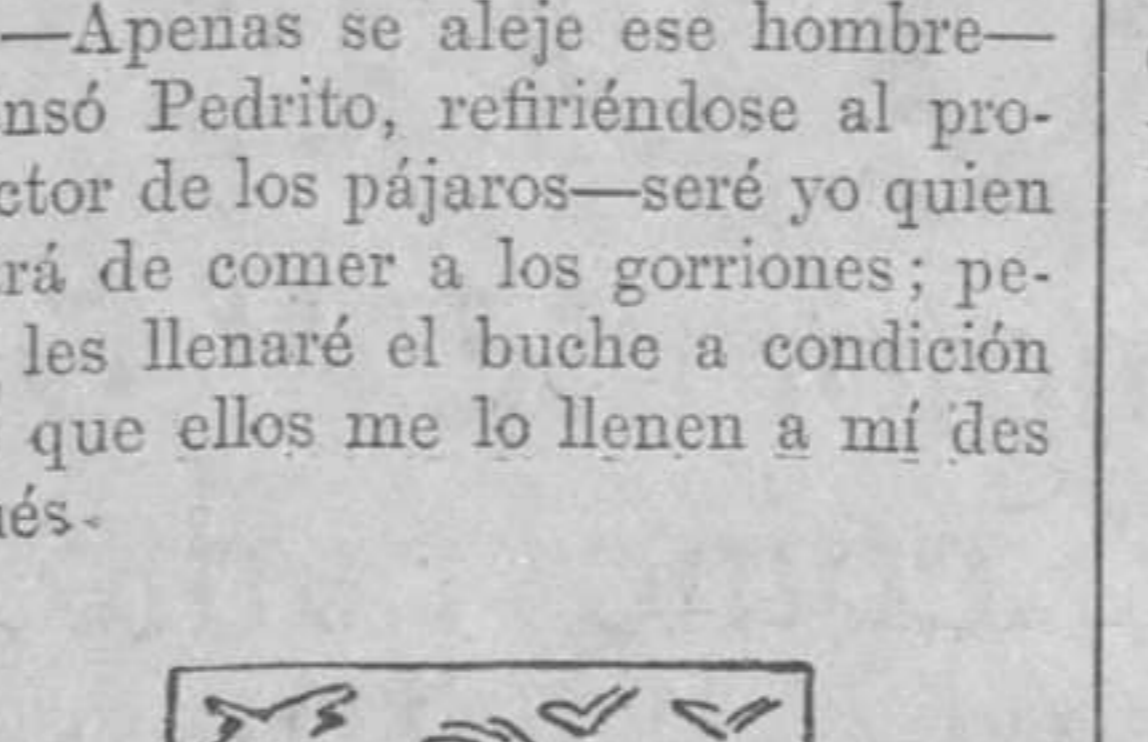 —Apenas se aleje ese hombre—
nsó Pedrito, refiriéndose al pro-
ctor de los pájaros—seré yo quien
rá de comer a los gorriones; pe-
les llenaré el buche a condición
que ellos me lo llenen a mí des
ués.